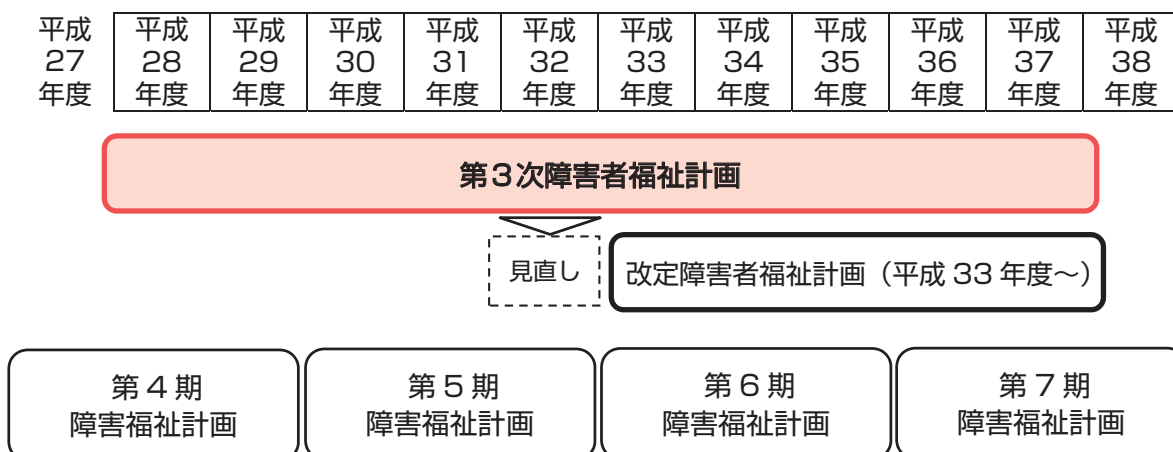 平成 平成 平成 平成 平成 平成 平成 平成 平成 平成 平成 平成
27 28 29 30 31 32 33 34 35 36 37 38
年度 年度 年度 年度 年度 年度 年度 年度 年度 年度 年度 年度
第3次障害者福祉計画
見直し 改定障害者福祉計画（平成 33 年度～）
第 4 期 第 5 期 第 6 期 第 7 期
障害福祉計画 障害福祉計画 障害福祉計画 障害福祉計画